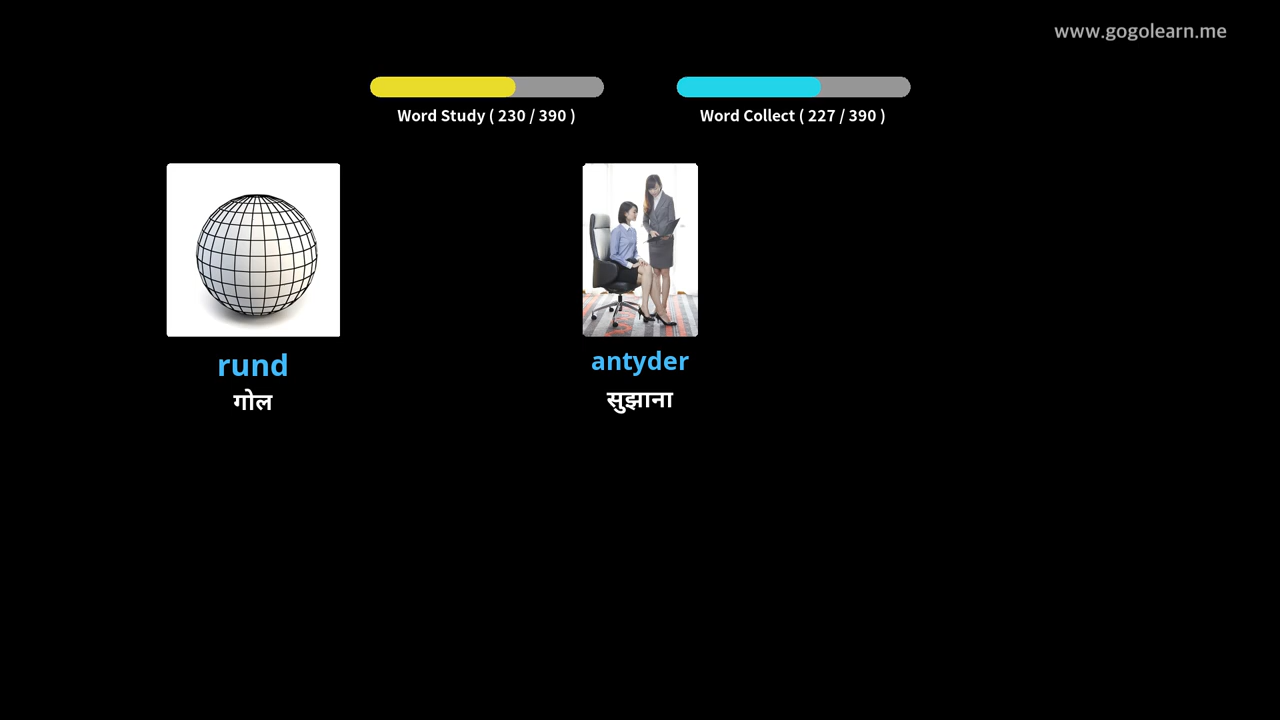 www.gogolearn.me
Word Study ( 230 / 390 )
Word Collect ( 227 / 390 )
rund
गोल
antyder
सुझाना